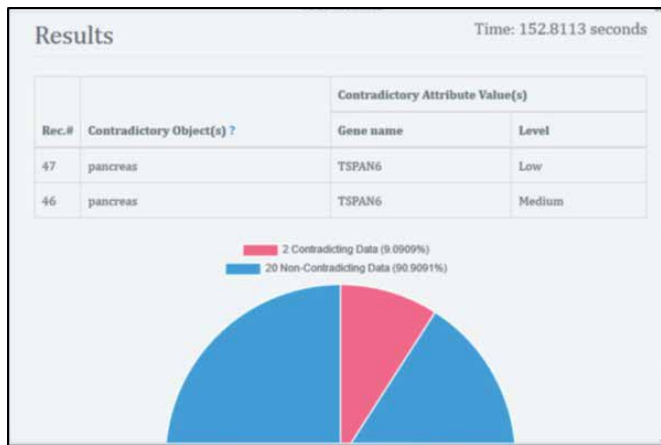 Results
Time: 152.8113 seconds
Contradictory Attribute Value(s)
Rec.# Contradictory Object(s) ? Gene name Level
47 pancreas TSPAN6 Low
46 pancreas TSPAN6 Medium
2 Contradicting Data (9.0909%)
20 Non-Contradicting Data (90.9091%)